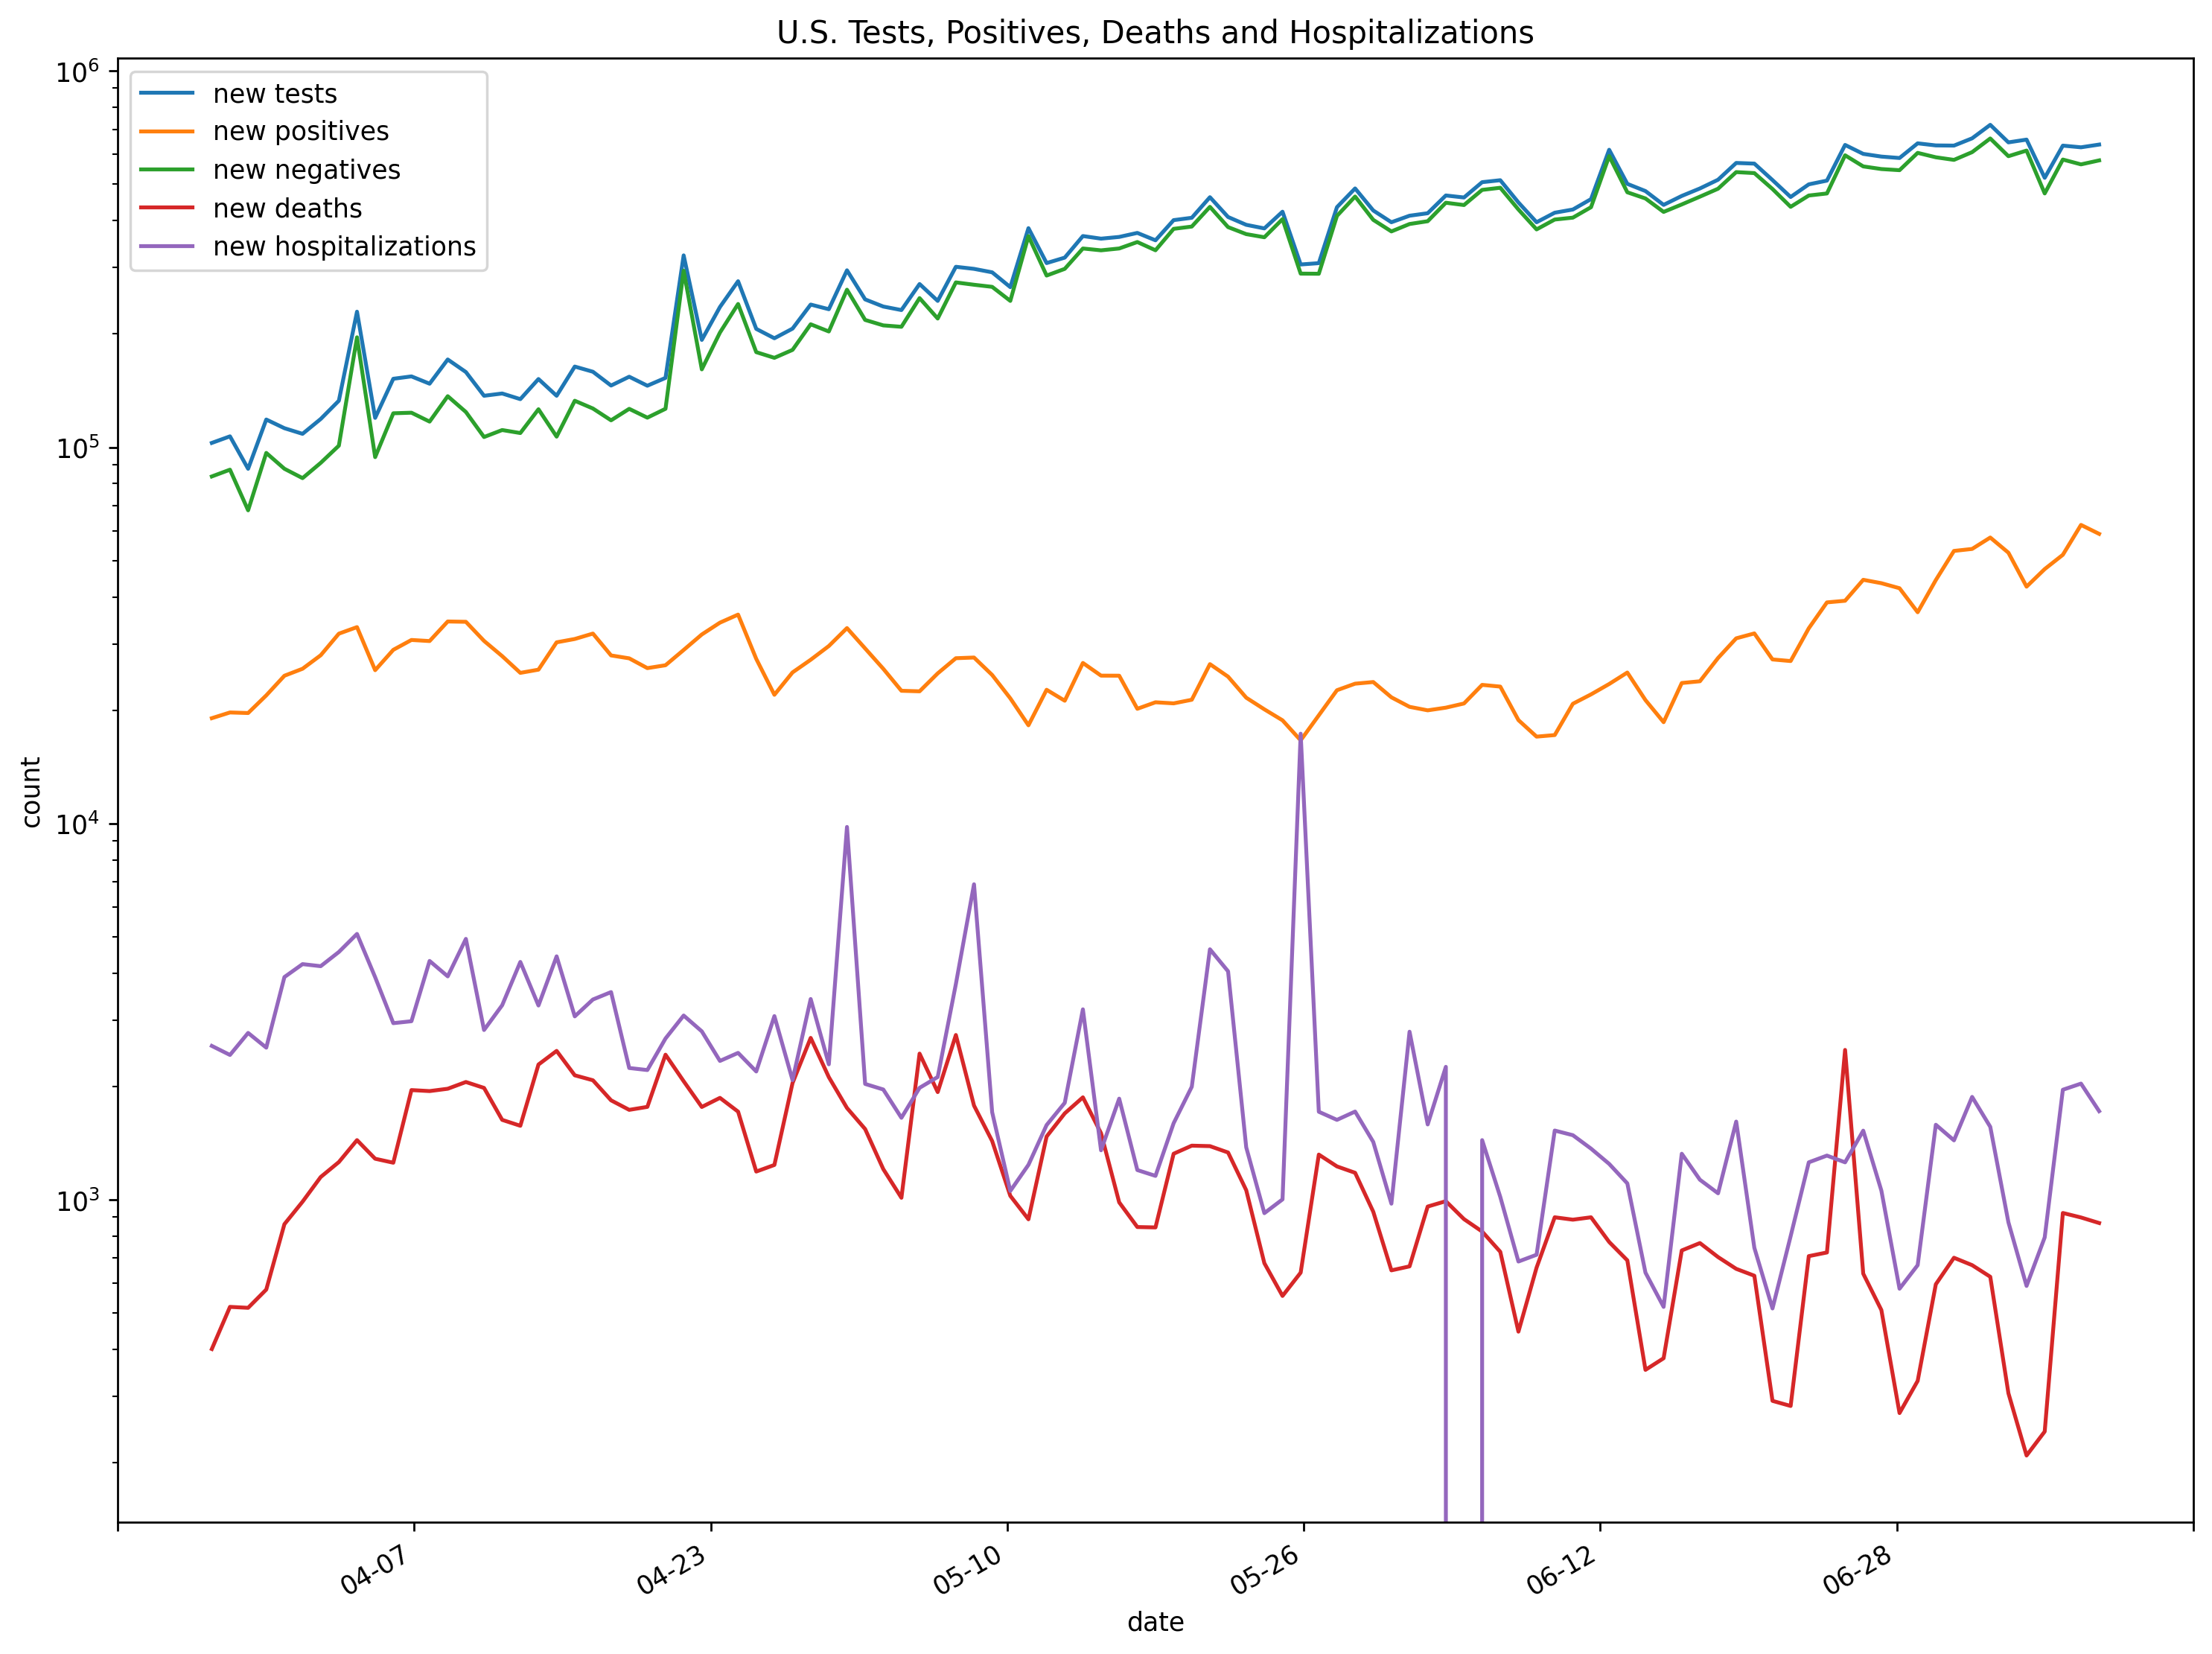 U.S. Tests, Positives, Deaths and Hospitalizations
new tests
new positives
new negatives
new deaths
new hospitalizations
10⁶
10⁵
10⁴
10³
count
04-07
04-23
05-10
05-26
06-12
06-28
date